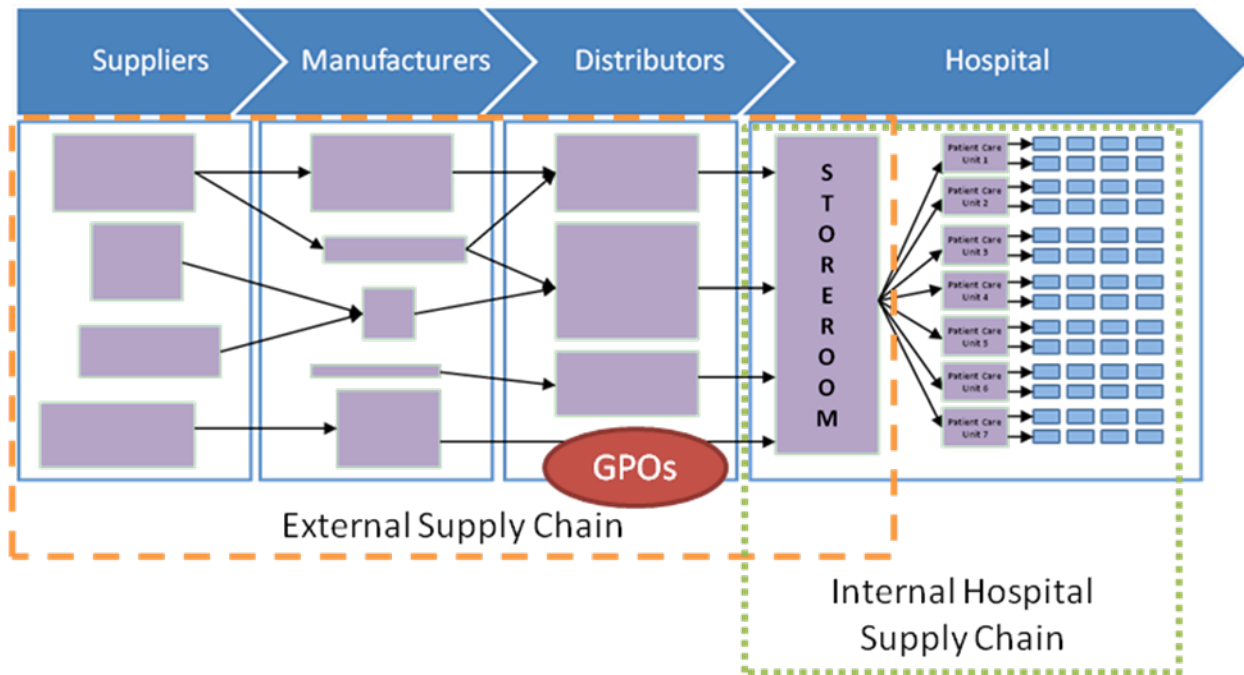 Suppliers
Manufacturers
Distributors
Hospital
STOREROOM
Patient Care
Unit 1
Patient Care
Unit 2
Patient Care
Unit 3
Patient Care
Unit 4
Patient Care
Unit 5
Patient Care
Unit 6
Patient Care
Unit 7
GPOs
External Supply Chain
Internal Hospital
Supply Chain